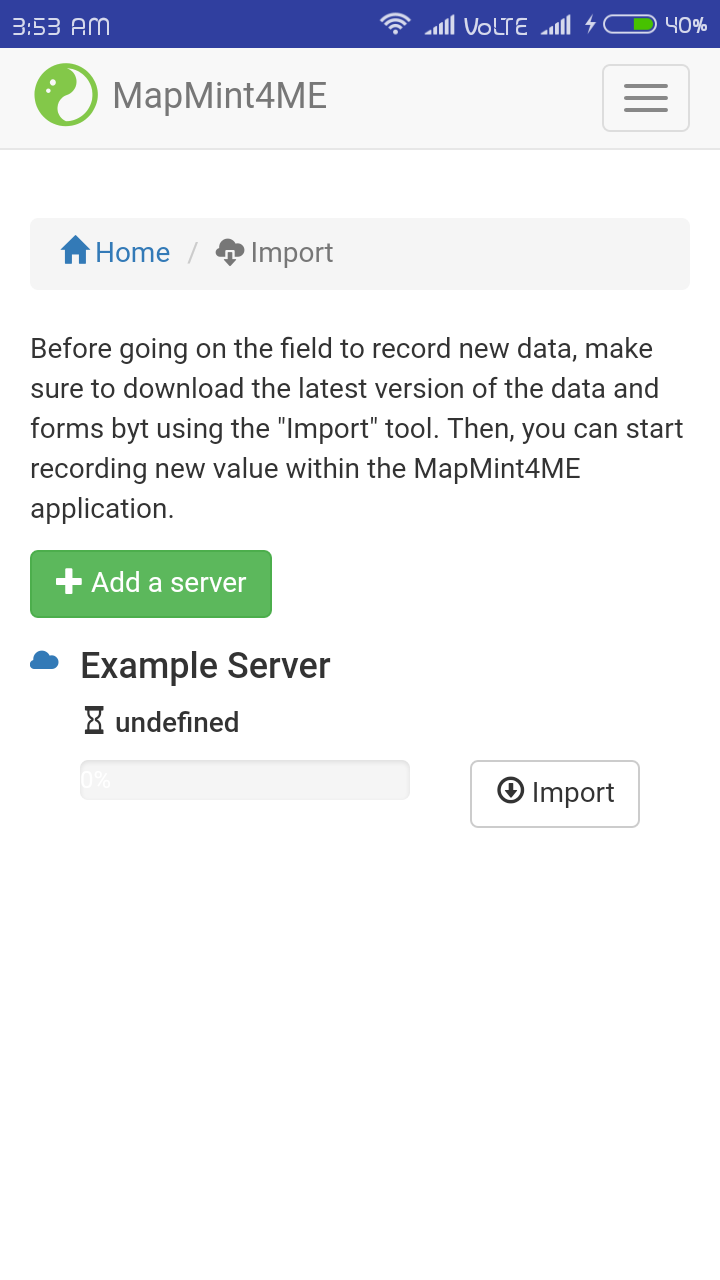 3:53 AM VoLTE 40%
MapMint4ME
Home / Import
Before going on the field to record new data, make
sure to download the latest version of the data and
forms byt using the "Import" tool. Then, you can start
recording new value within the MapMint4ME
application.
Add a server
Example Server
undefined
0%
Import